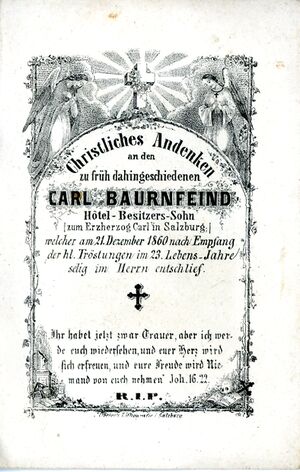 Christliches Andenken
an den
zu früh dahingeschiedenen
CARL BAURNFEIND
Hôtel-Besitzers-Sohn
[zum Erzherzog Carl in Salzburg;]
welcher am 21. Dezember 1860 nach Empfang
der hl. Tröstungen im 23. Lebens-Jahre
selig im Herrn entschlief.
Ihr habet jetzt zwar Trauer, aber ich wer-
de euch wiedersehen, und euer Herz wird
sich erfreuen, und eure Freude wird Nie-
mand von euch nehmen" Joh. 16. 22.
R.I.P.
Salzburg